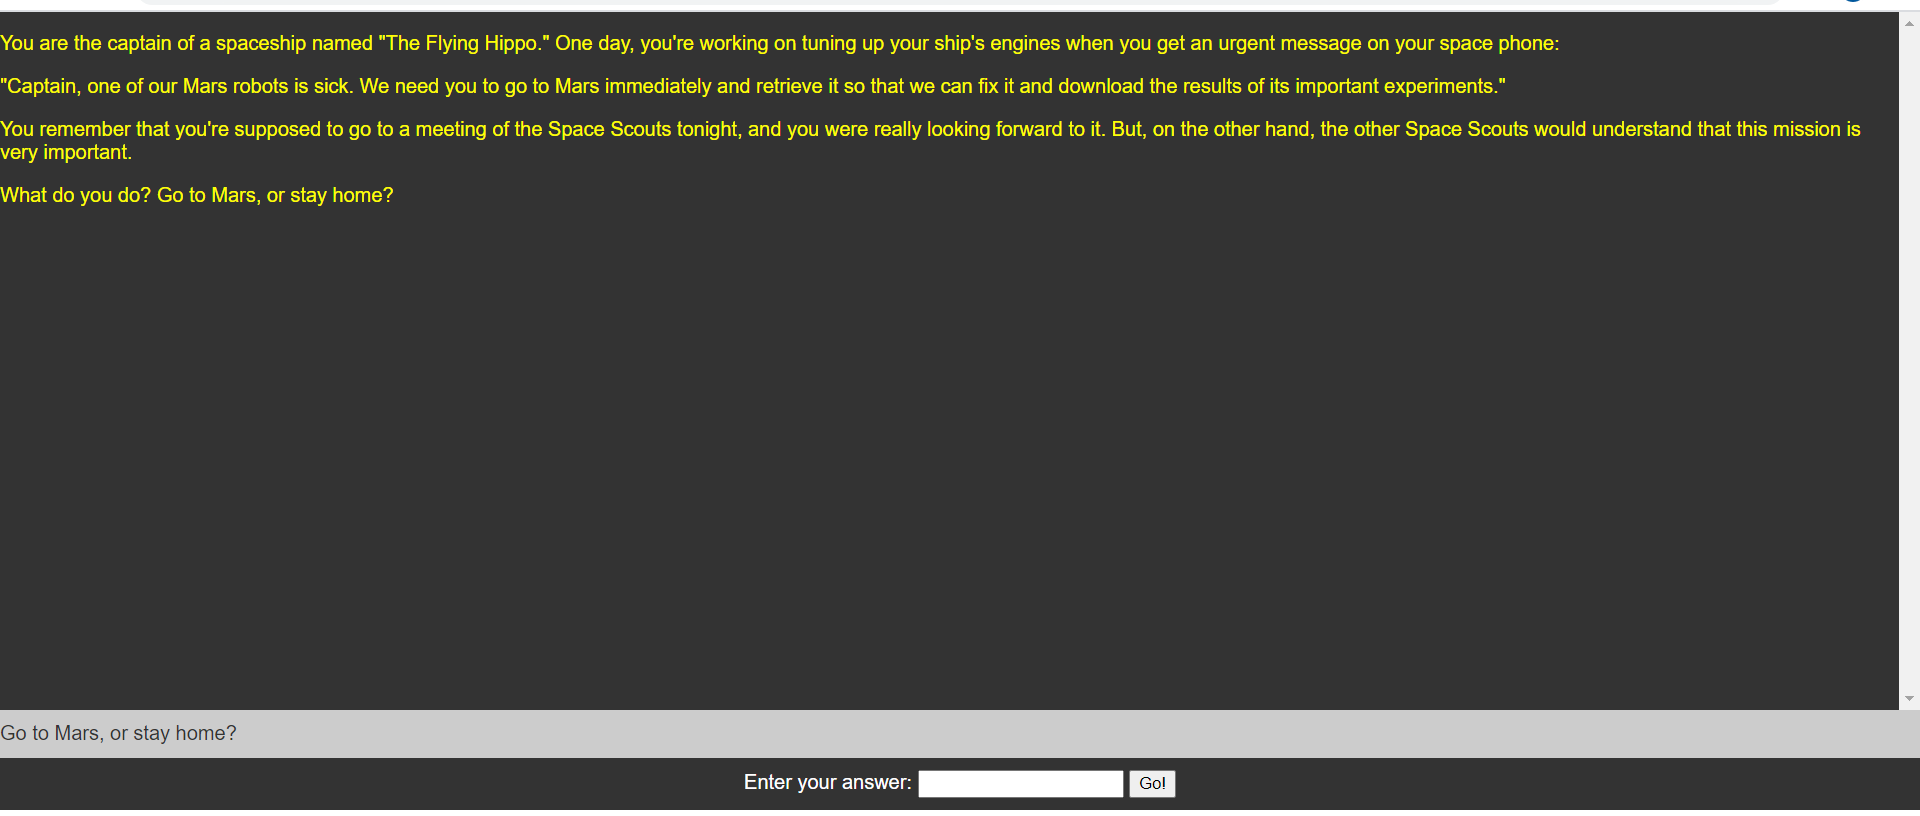 You are the captain of a spaceship named "The Flying Hippo." One day, you're working on tuning up your ship's engines when you get an urgent message on your space phone:
"Captain, one of our Mars robots is sick. We need you to go to Mars immediately and retrieve it so that we can fix it and download the results of its important experiments."
You remember that you're supposed to go to a meeting of the Space Scouts tonight, and you were really looking forward to it. But, on the other hand, the other Space Scouts would understand that this mission is
very important.
What do you do? Go to Mars, or stay home?
Go to Mars, or stay home?
Enter your answer: Go!